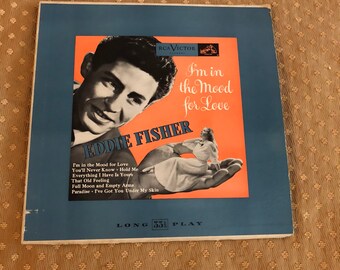 RCA VICTOR
I'm in
the Mood
for Love
EDDIE FISHER
I'm in the Mood for Love
You'll Never Know - Hold Me
Everything I Have Is Yours
That Old Feeling
Full Moon and Empty Arms
Paradise - I've Got You Under My Skin
LONG 33⅓ PLAY